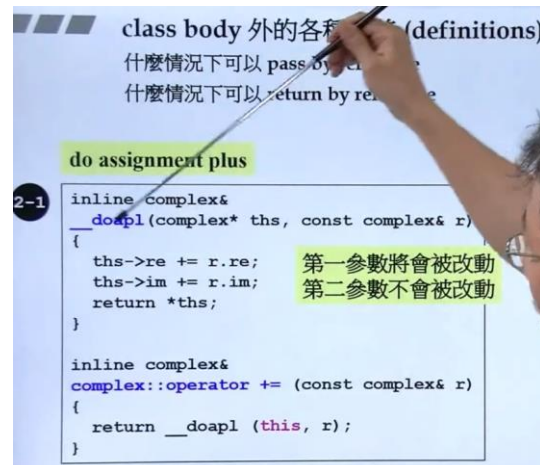 class body 外的各種 (definitions)
什麼情況下可以 pass by
什麼情況下可以 return by
do assignment plus
2-1
inline complex&
__doapl(complex* ths, const complex& r)
{
ths->re += r.re;
第一參數將會被改動
ths->im += r.im;
第二參數不會被改動
return *ths;
}
inline complex&
complex::operator += (const complex& r)
{
return __doapl (this, r);
}